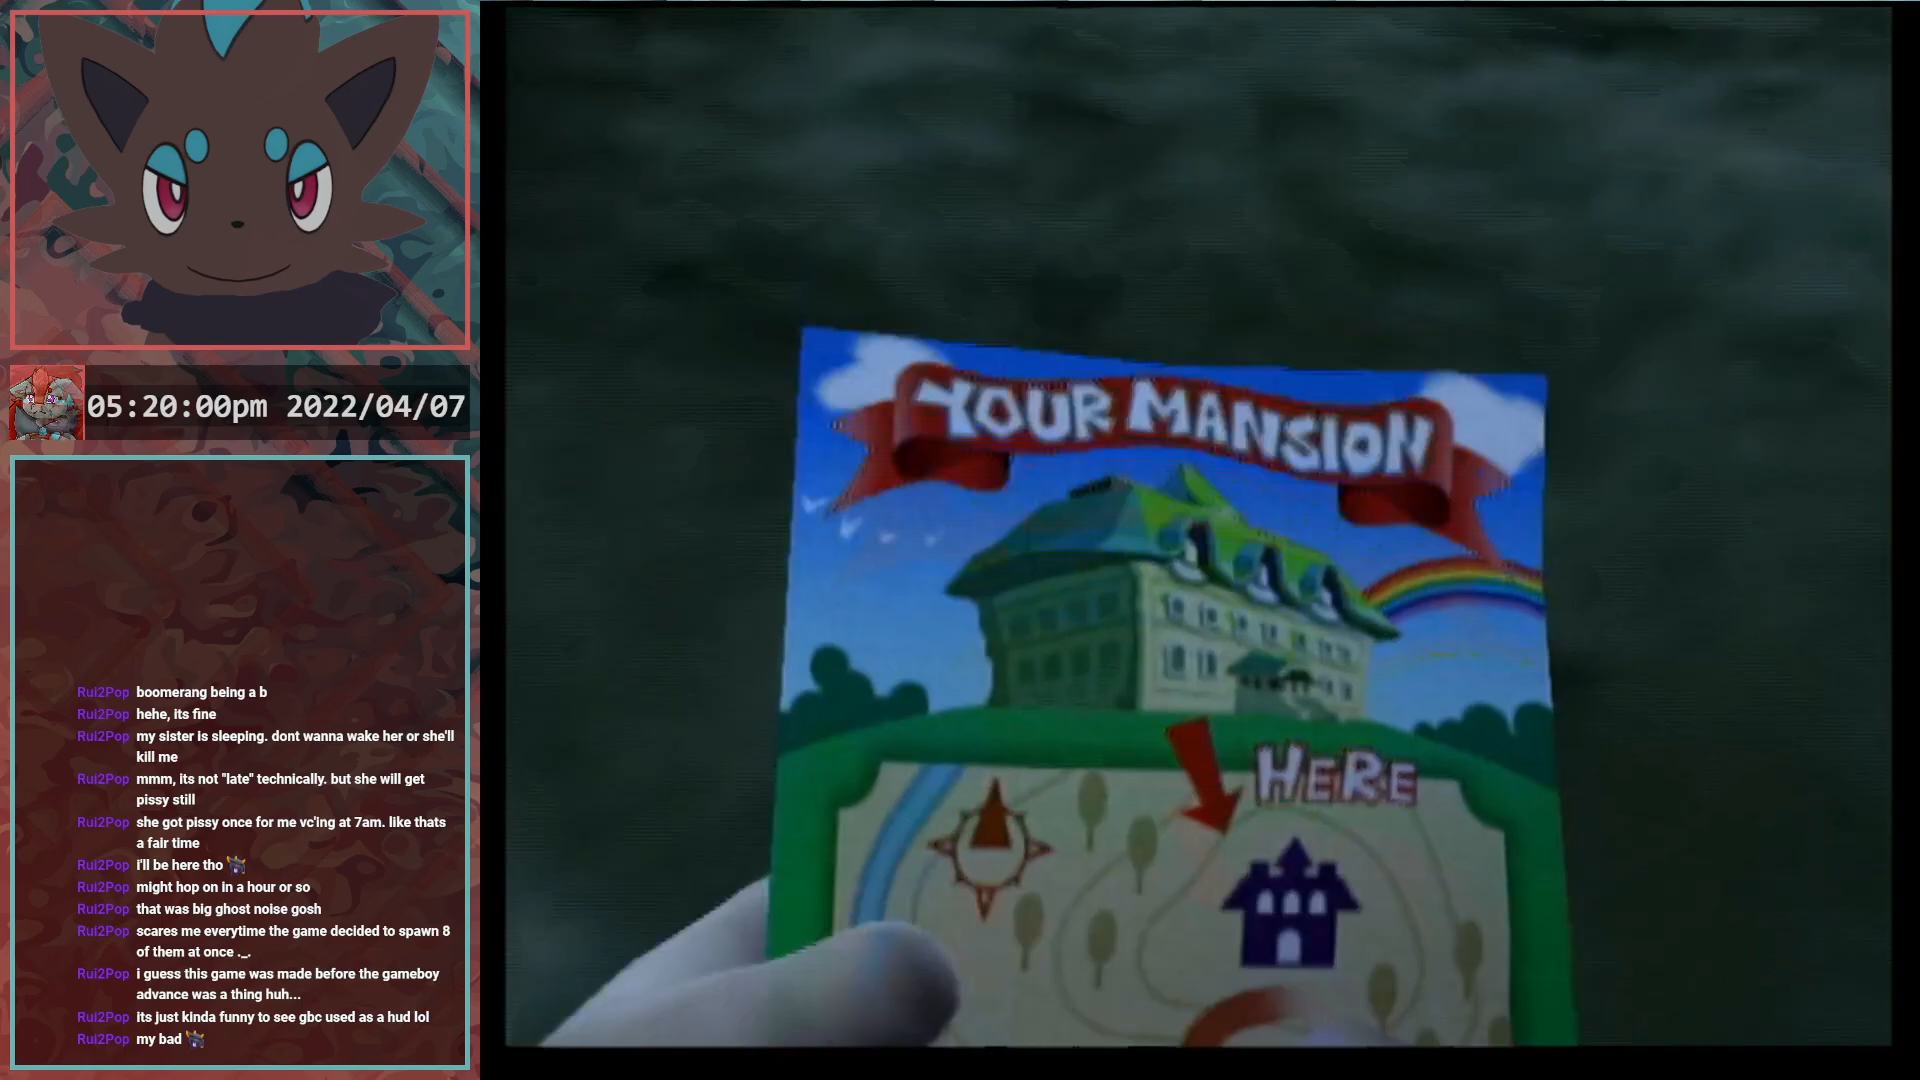 05:20:00pm 2022/04/07
Rui2Pop boomerang being a b
Rui2Pop hehe, its fine
Rui2Pop my sister is sleeping. dont wanna wake her or she'll
kill me
Rui2Pop mmm, its not "late" technically. but she will get
pissy still
Rui2Pop she got pissy once for me vc'ing at 7am. like thats
a fair time
Rui2Pop i'll be here tho
Rui2Pop might hop on in a hour or so
Rui2Pop that was big ghost noise gosh
Rui2Pop scares me everytime the game decided to spawn 8
of them at once ._.
Rui2Pop i guess this game was made before the gameboy
advance was a thing huh...
Rui2Pop its just kinda funny to see gbc used as a hud lol
Rui2Pop my bad
YOUR MANSION
HERE